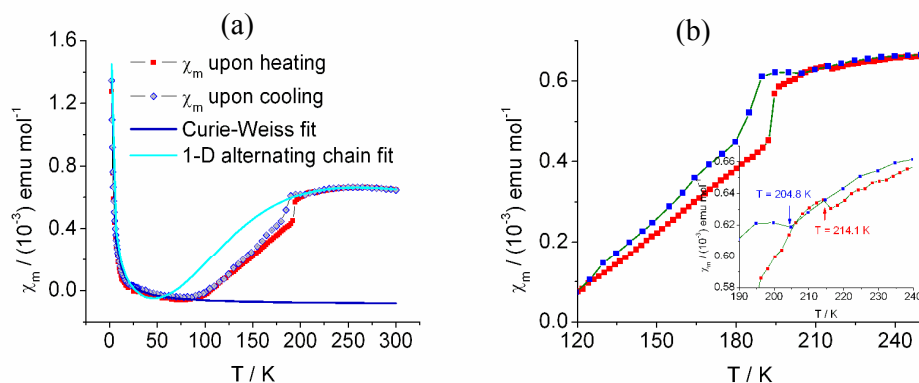 (a)
χm upon heating
χm upon cooling
Curie-Weiss fit
1-D alternating chain fit
χm / (10-3) emu mol-1
1.6
1.2
0.8
0.4
0.0
0 50 100 150 200 250 300
T / K
(b)
χm / (10-3) emu mol-1
0.6
0.4
0.2
0.0
120 150 180 210 240
T / K
χm / (10-3) emu mol-1
0.66
0.64
0.62
0.60
0.58
T = 204.8 K
T = 214.1 K
190 200 210 220 230 240
T / K